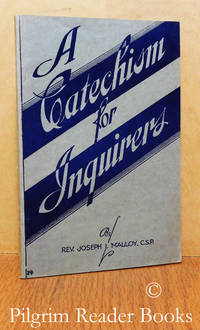 A
Catechism
for
Inquirers
By
REV. JOSEPH I. MALLOY, C.S.P.
©
Pilgrim Reader Books